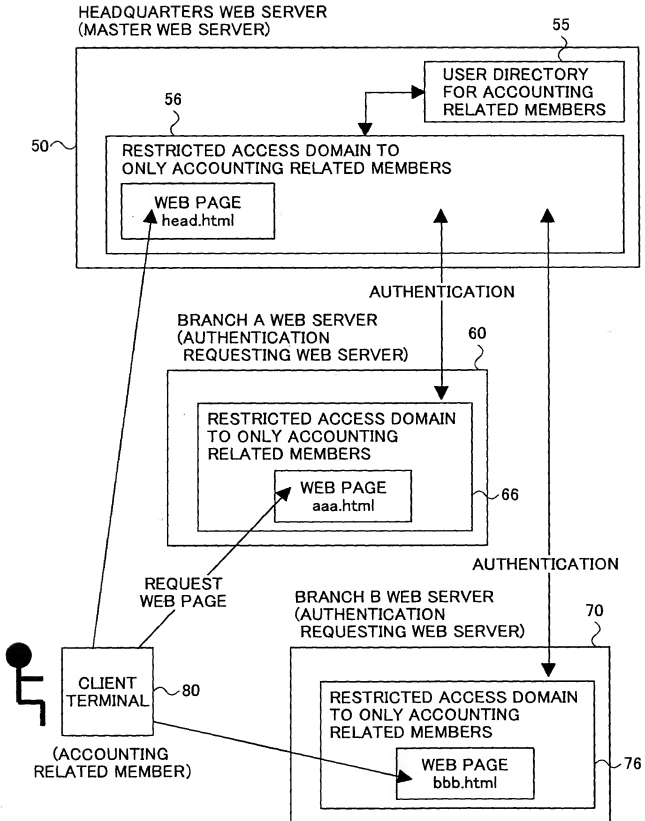 HEADQUARTERS WEB SERVER
(MASTER WEB SERVER)
55
USER DIRECTORY
FOR ACCOUNTING
RELATED MEMBERS
56
50
RESTRICTED ACCESS DOMAIN TO
ONLY ACCOUNTING RELATED MEMBERS
WEB PAGE
head.html
AUTHENTICATION
BRANCH A WEB SERVER
(AUTHENTICATION
REQUESTING WEB SERVER)
60
RESTRICTED ACCESS DOMAIN
TO ONLY ACCOUNTING
RELATED MEMBERS
WEB PAGE
aaa.html
66
AUTHENTICATION
REQUEST
WEB PAGE
BRANCH B WEB SERVER
(AUTHENTICATION
REQUESTING WEB SERVER)
70
CLIENT
TERMINAL
80
(ACCOUNTING
RELATED MEMBER)
RESTRICTED ACCESS DOMAIN
TO ONLY ACCOUNTING
RELATED MEMBERS
WEB PAGE
bbb.html
76